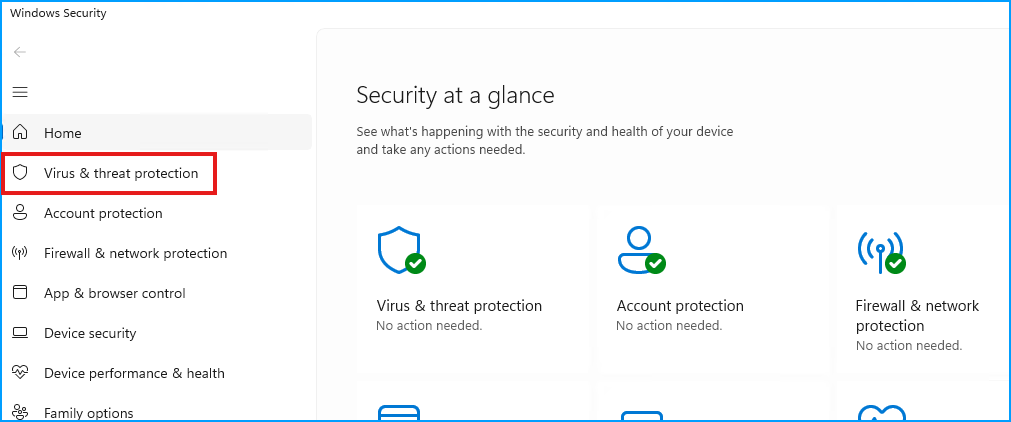 Windows Security
Home
Virus & threat protection
Account protection
Firewall & network protection
App & browser control
Device security
Device performance & health
Family options
Security at a glance
See what's happening with the security and health of your device
and take any actions needed.
Virus & threat protection
No action needed.
Account protection
No action needed.
Firewall & network
protection
No action needed.